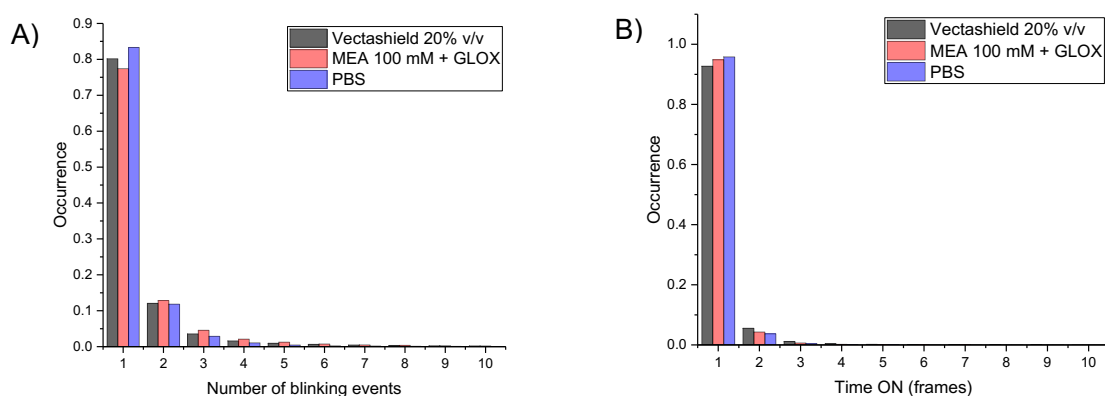 A)
Vectashield 20% v/v
MEA 100 mM + GLOX
PBS
0.9
0.8
0.7
0.6
0.5
0.4
0.3
0.2
0.1
0.0
Occurrence
1 2 3 4 5 6 7 8 9 10
Number of blinking events
B)
Vectashield 20% v/v
MEA 100 mM + GLOX
PBS
1.0
0.8
0.6
0.4
0.2
0.0
Occurrence
1 2 3 4 5 6 7 8 9 10
Time ON (frames)